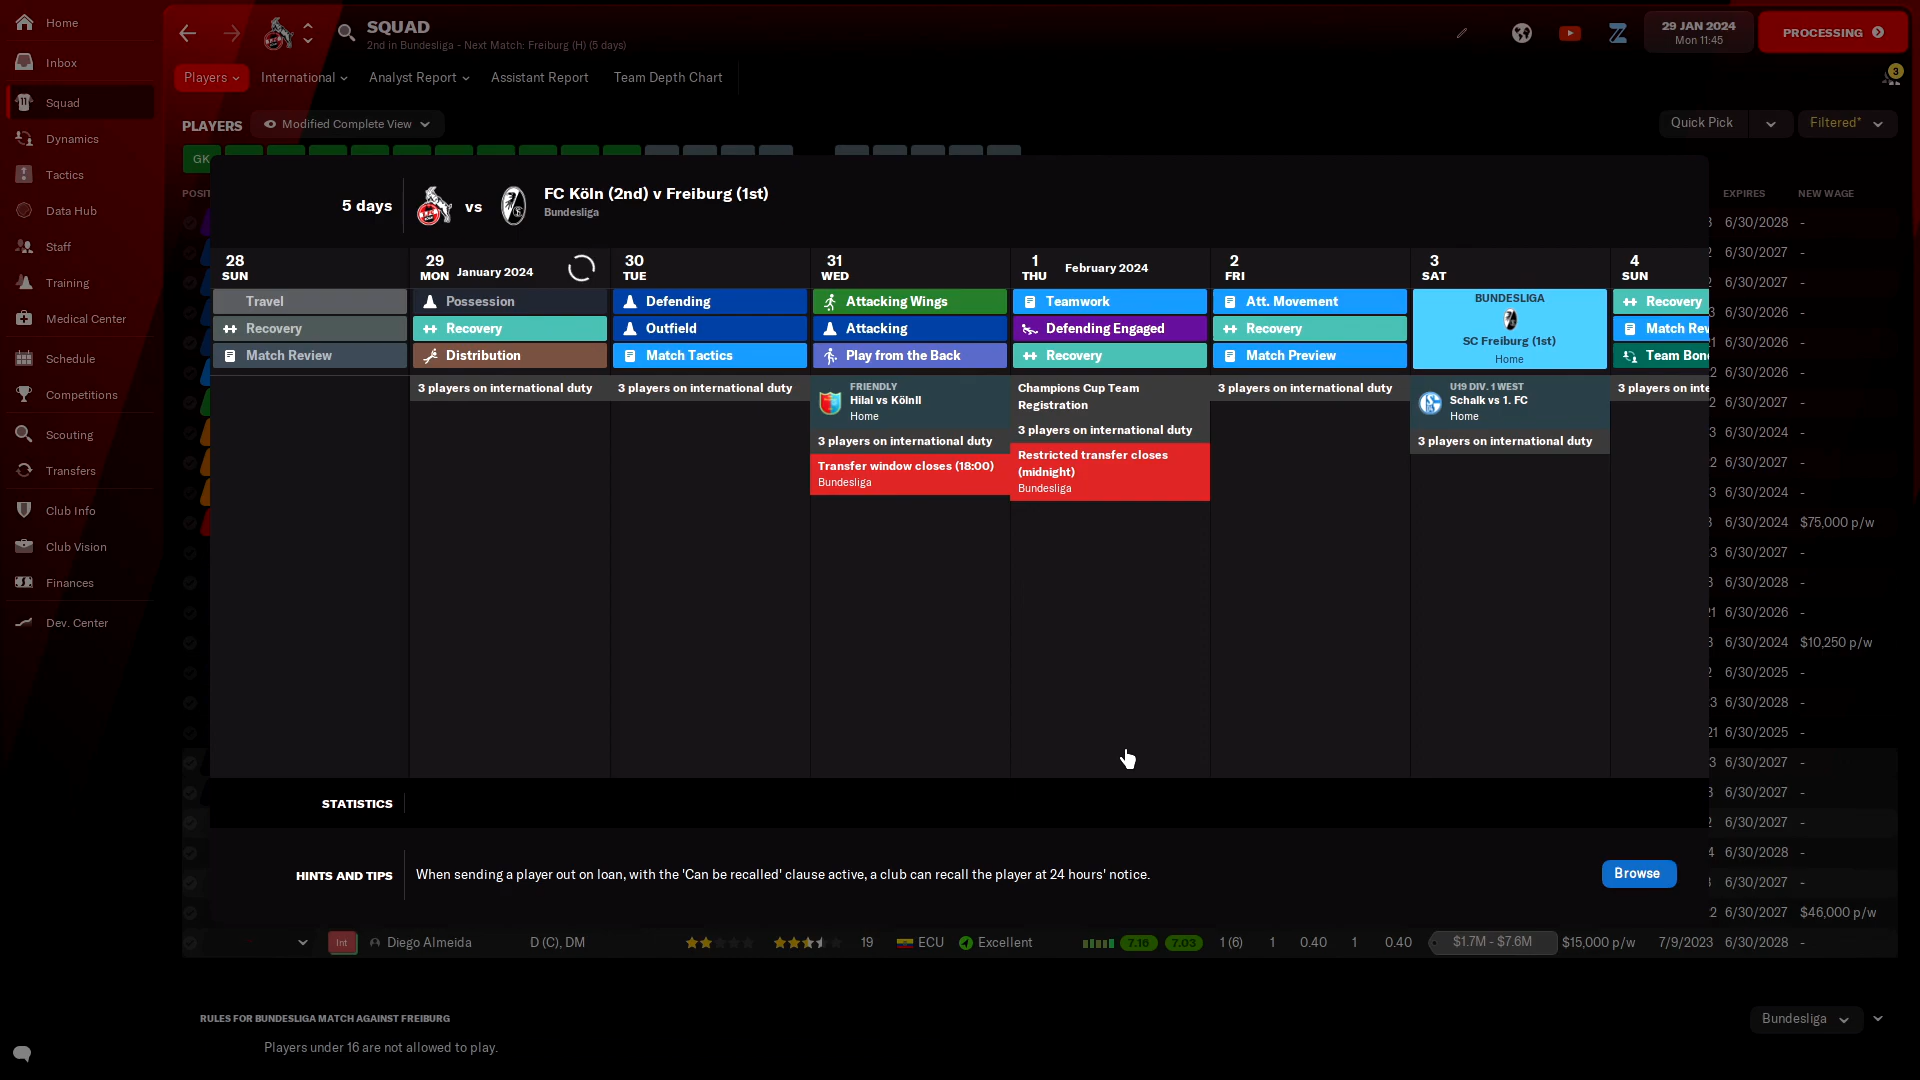 Home
Inbox
Squad
Dynamics
Tactics
Data Hub
Staff
Training
Medical Center
Schedule
Competitions
Scouting
Transfers
Club Info
Club Vision
Finances
Dev. Center
SQUAD
2nd in Bundesliga - Next Match: Freiburg (H) (5 days)
29 JAN 2024
Mon 11:45
PROCESSING
Players
International
Analyst Report
Assistant Report
Team Depth Chart
3
PLAYERS
Modified Complete View
Quick Pick
Filtered*
GK
EXPIRES NEW WAGE
5 days
vs
FC Köln (2nd) v Freiburg (1st)
Bundesliga
28 SUN
29 MON January 2024
30 TUE
31 WED
1 THU February 2024
2 FRI
3 SAT
4 SUN
Travel
Recovery
Match Review
Possession
Recovery
Distribution
3 players on international duty
Defending
Outfield
Match Tactics
3 players on international duty
Attacking Wings
Attacking
Play from the Back
FRIENDLY
Hilal vs KölnII
Home
3 players on international duty
Transfer window closes (18:00)
Bundesliga
Teamwork
Defending Engaged
Recovery
Champions Cup Team
Registration
3 players on international duty
Restricted transfer closes
(midnight)
Bundesliga
Att. Movement
Recovery
Match Preview
3 players on international duty
BUNDESLIGA
SC Freiburg (1st)
Home
U19 DIV. 1 WEST
Schalk vs 1. FC
Home
3 players on international duty
Recovery
Match Rev
Team Bon
3 players on inte
6/30/2028 -
6/30/2027 -
6/30/2027 -
6/30/2026 -
6/30/2026 -
6/30/2026 -
6/30/2027 -
6/30/2024 -
6/30/2027 -
6/30/2024 -
6/30/2024 $75,000 p/w
6/30/2027 -
6/30/2028 -
6/30/2026 -
6/30/2024 $10,250 p/w
6/30/2025 -
6/30/2028 -
6/30/2025 -
6/30/2027 -
6/30/2027 -
6/30/2027 -
6/30/2028 -
6/30/2027 -
6/30/2027 $46,000 p/w
STATISTICS
HINTS AND TIPS
When sending a player out on loan, with the 'Can be recalled' clause active, a club can recall the player at 24 hours' notice.
Browse
Int Diego Almeida D (C), DM 19 ECU Excellent 7.16 7.03 1 (6) 1 0.40 1 0.40 $1.7M - $7.6M $15,000 p/w 7/9/2023 6/30/2028 -
RULES FOR BUNDESLIGA MATCH AGAINST FREIBURG
Bundesliga
Players under 16 are not allowed to play.